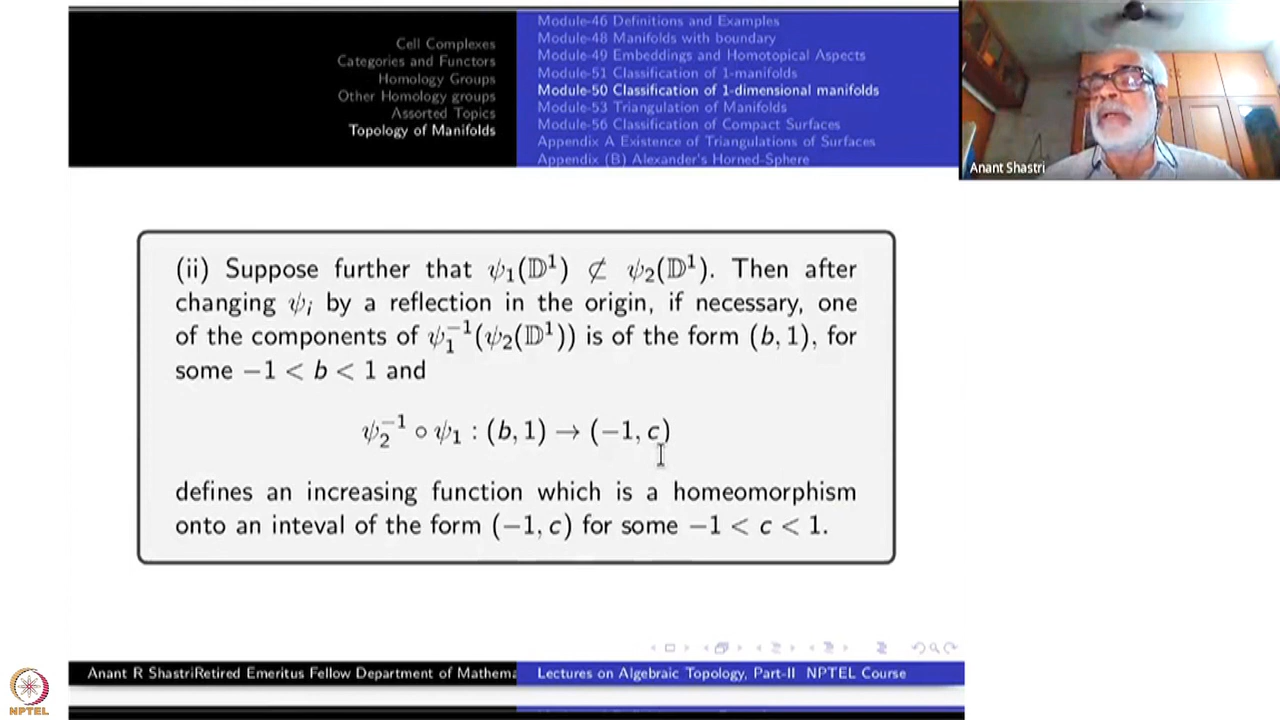 Cell Complexes
Categories and Functors
Homology Groups
Other Homology groups
Assorted Topics
Topology of Manifolds
Module-46 Definitions and Examples
Module-48 Manifolds with boundary
Module-49 Embeddings and Homotopical Aspects
Module-51 Classification of 1-manifolds
Module-50 Classification of 1-dimensional manifolds
Module-53 Triangulation of Manifolds
Module-56 Classification of Compact Surfaces
Appendix A Existence of Triangulations of Surfaces
Appendix (B) Alexander's Horned-Sphere
Anant Shastri
(ii) Suppose further that ψ₁(𝔻¹) ⊄ ψ₂(𝔻¹). Then after
changing ψᵢ by a reflection in the origin, if necessary, one
of the components of ψ₁⁻¹(ψ₂(𝔻¹)) is of the form (b, 1), for
some −1 < b < 1 and
ψ₂⁻¹ ∘ ψ₁ : (b, 1) → (−1, c)
defines an increasing function which is a homeomorphism
onto an inteval of the form (−1, c) for some −1 < c < 1.
Anant R ShastriRetired Emeritus Fellow Department of Mathema
Lectures on Algebraic Topology, Part-II NPTEL Course
NPTEL